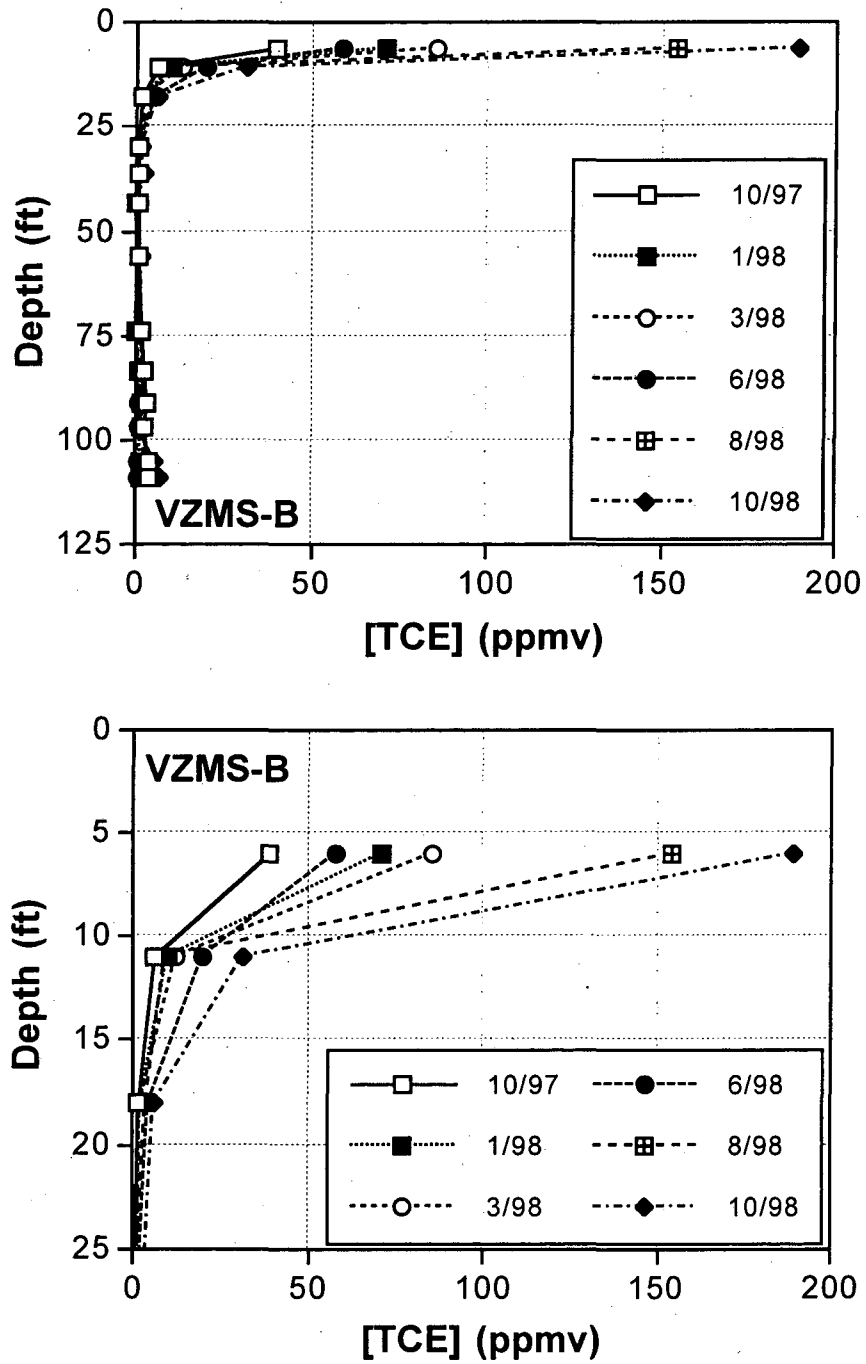 0
25
50
75
100
125
Depth (ft)
10/97
1/98
3/98
6/98
8/98
10/98
VZMS-B
0 50 100 150 200
[TCE] (ppmv)
VZMS-B
0
5
10
15
20
25
Depth (ft)
10/97 6/98
1/98 8/98
3/98 10/98
0 50 100 150 200
[TCE] (ppmv)